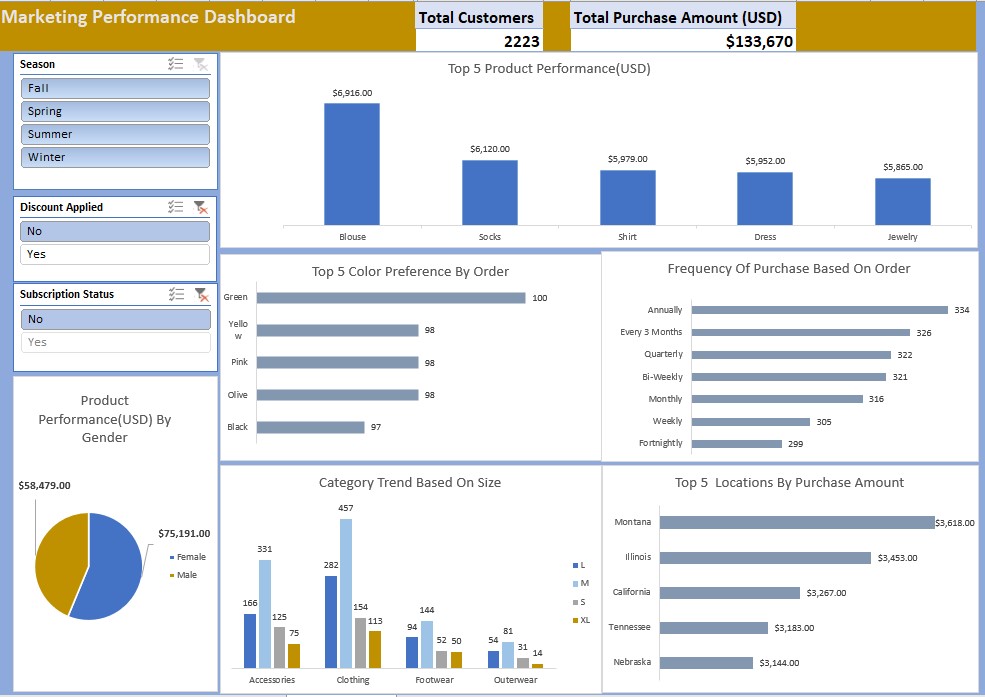 Marketing Performance Dashboard
Total Customers
2223
Total Purchase Amount (USD)
$133,670
Season
Fall
Spring
Summer
Winter
Discount Applied
No
Yes
Subscription Status
No
Yes
Product
Performance(USD) By
Gender
$58,479.00
$75,191.00
Female
Male
Top 5 Product Performance(USD)
$6,916.00
$6,120.00
$5,979.00
$5,952.00
$5,865.00
Blouse
Socks
Shirt
Dress
Jewelry
Top 5 Color Preference By Order
Green
100
Yello
w
98
Pink
98
Olive
98
Black
97
Frequency Of Purchase Based On Order
Annually
334
Every 3 Months
326
Quarterly
322
Bi-Weekly
321
Monthly
316
Weekly
305
Fortnightly
299
Category Trend Based On Size
166
331
125
75
282
457
154
113
94
144
52
50
54
81
31
14
Accessories
Clothing
Footwear
Outerwear
L
M
S
XL
Top 5 Locations By Purchase Amount
Montana
$3,618.00
Illinois
$3,453.00
California
$3,267.00
Tennessee
$3,183.00
Nebraska
$3,144.00